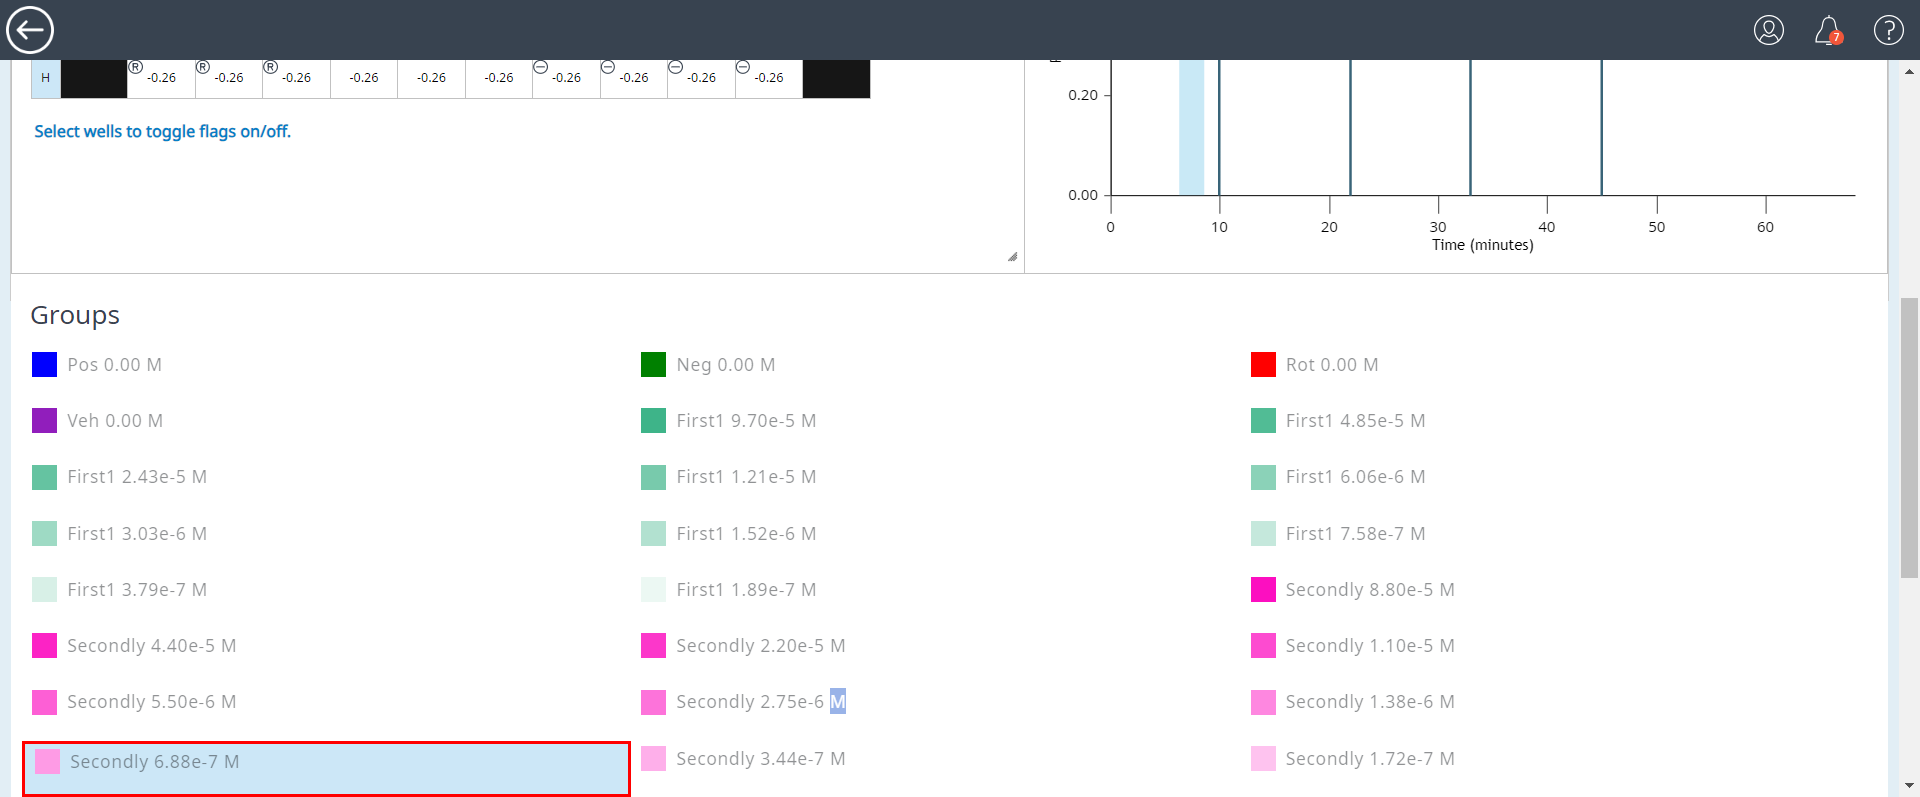 7 ?
H R -0.26 R -0.26 R -0.26 -0.26 -0.26 -0.26 -0.26 -0.26 -0.26 -0.26
Select wells to toggle flags on/off.
0.20
0.00
0 10 20 30 40 50 60
Time (minutes)
Groups
Pos 0.00 M Neg 0.00 M Rot 0.00 M
Veh 0.00 M First1 9.70e-5 M First1 4.85e-5 M
First1 2.43e-5 M First1 1.21e-5 M First1 6.06e-6 M
First1 3.03e-6 M First1 1.52e-6 M First1 7.58e-7 M
First1 3.79e-7 M First1 1.89e-7 M Secondly 8.80e-5 M
Secondly 4.40e-5 M Secondly 2.20e-5 M Secondly 1.10e-5 M
Secondly 5.50e-6 M Secondly 2.75e-6 M Secondly 1.38e-6 M
Secondly 6.88e-7 M Secondly 3.44e-7 M Secondly 1.72e-7 M